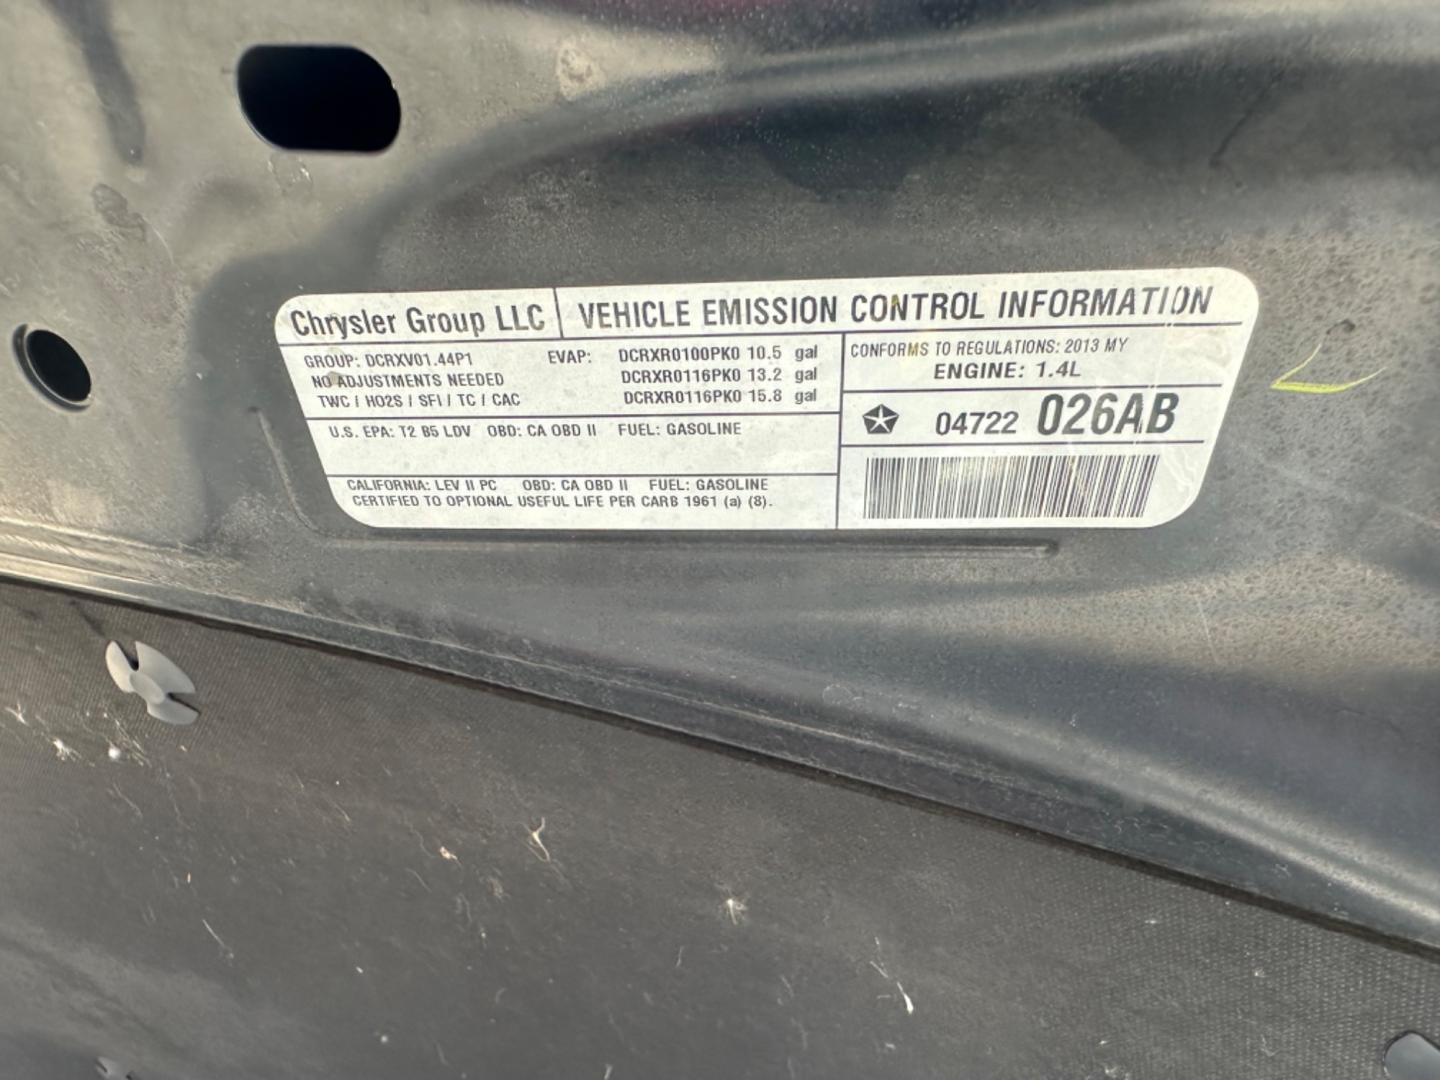 Chrysler Group LLC
VEHICLE EMISSION CONTROL INFORMATION
GROUP: DCRXV01.44P1
NO ADJUSTMENTS NEEDED
TWC / HO2S / SFI / TC / CAC
EVAP: DCRXR0100PK0 10.5 gal
DCRXR0116PK0 13.2 gal
DCRXR0116PK0 15.8 gal
U.S. EPA: T2 B5 LDV OBD: CA OBD II FUEL: GASOLINE
CALIFORNIA: LEV II PC OBD: CA OBD II FUEL: GASOLINE
CERTIFIED TO OPTIONAL USEFUL LIFE PER CARB 1961 (a) (8).
CONFORMS TO REGULATIONS: 2013 MY
ENGINE: 1.4L
04722 026AB